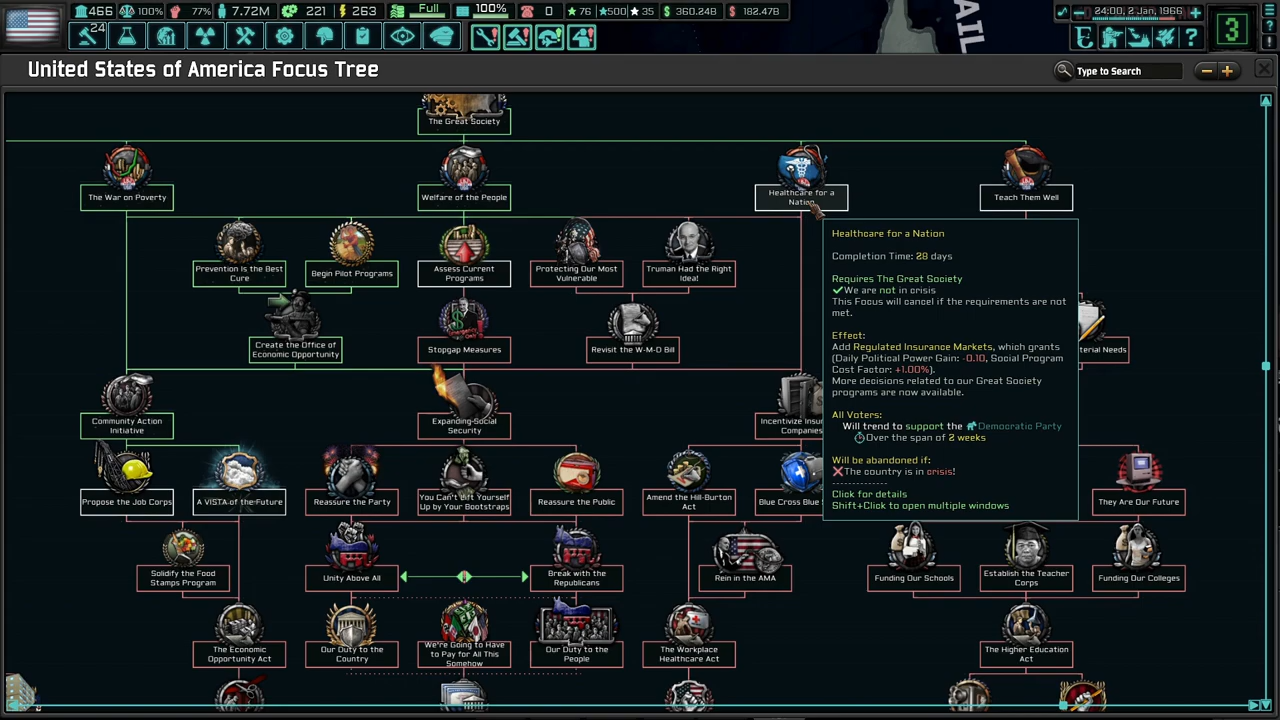 466 100% 77% 7.72M 221 263 Full 100% 0 76 500 35 360.24B 182.47B
24:00, 2 Jan, 1966
24
3
United States of America Focus Tree
Type to Search
AIL
The Great Society
The War on Poverty
Welfare of the People
Healthcare for a
Nation
Teach Them Well
Prevention Is the Best
Cure
Begin Pilot Programs
Assess Current
Programs
Protecting Our Most
Vulnerable
Truman Had the Right
Idea!
Create the Office of
Economic Opportunity
Stopgap Measures
Revisit the W-M-D Bill
terial Needs
Community Action
Initiative
Expanding Social
Security
Incentivize Insur
Companies
Propose the Job Corps
A VISTA of the Future
Reassure the Party
You Can't Lift Yourself
Up by Your Bootstraps
Reassure the Public
Amend the Hill-Burton
Act
Blue Cross Blue S
They Are Our Future
Solidify the Food
Stamps Program
Unity Above All
Break with the
Republicans
Rein in the AMA
Funding Our Schools
Establish the Teacher
Corps
Funding Our Colleges
The Economic
Opportunity Act
Our Duty to the
Country
We're Going to Have
to Pay for All This
Somehow
Our Duty to the
People
The Workplace
Healthcare Act
The Higher Education
Act
Healthcare for a Nation
Completion Time: 28 days
Requires The Great Society
We are not in crisis
This Focus will cancel if the requirements are not
met.
Effect:
Add Regulated Insurance Markets, which grants
(Daily Political Power Gain: -0.10, Social Program
Cost Factor: +1.00%).
More decisions related to our Great Society
programs are now available.
All Voters:
Will trend to support the Democratic Party
Over the span of 2 weeks
Will be abandoned if:
The country is in crisis!
--------------
Click for details
Shift+Click to open multiple windows